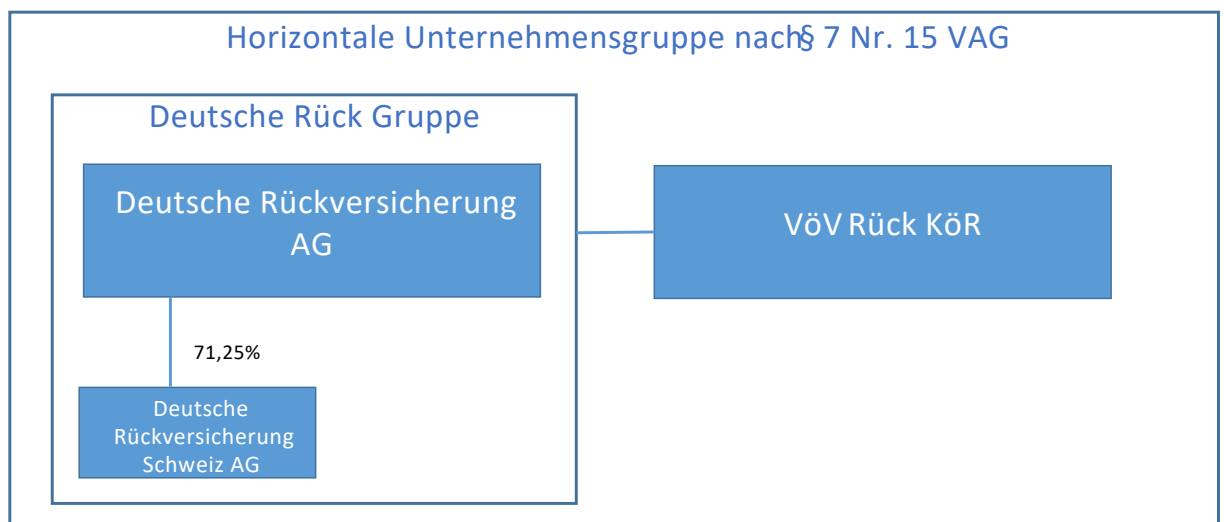 Horizontale Unternehmensgruppe nach§ 7 Nr. 15 VAG
Deutsche Rück Gruppe
Deutsche Rückversicherung
AG
VöV Rück KöR
71,25%
Deutsche
Rückversicherung
Schweiz AG